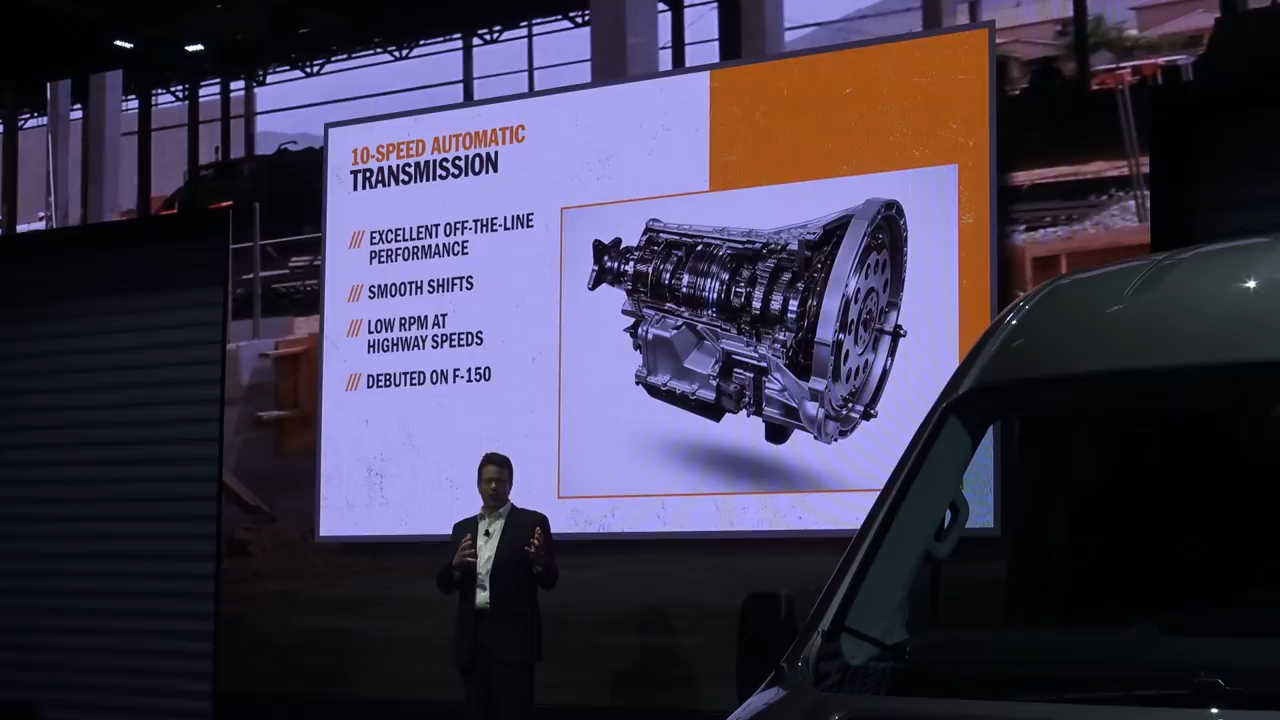 10-SPEED AUTOMATIC
TRANSMISSION
/// EXCELLENT OFF-THE-LINE
PERFORMANCE
/// SMOOTH SHIFTS
/// LOW RPM AT
HIGHWAY SPEEDS
/// DEBUTED ON F-150